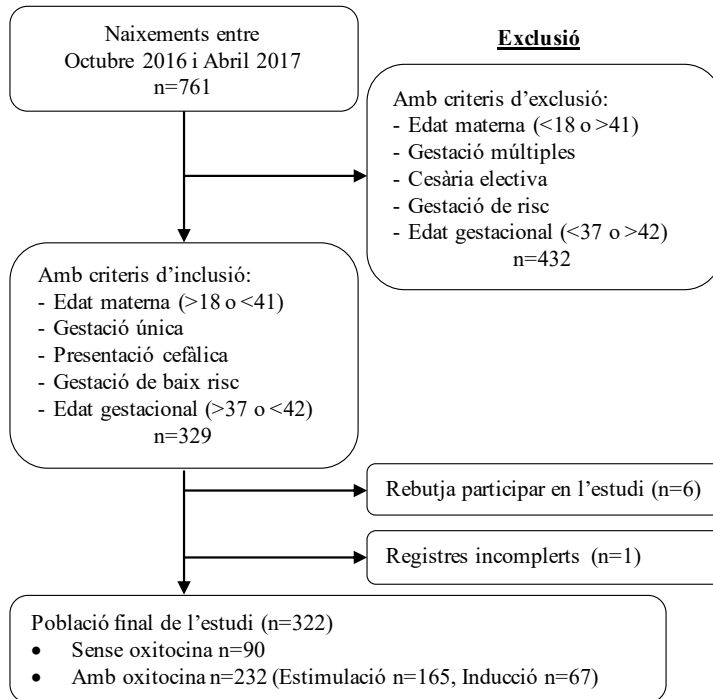 Naixements entre
Octubre 2016 i Abril 2017
n=761
Exclusió
Amb criteris d’exclusió:
- Edat materna (<18 o >41)
- Gestació múltiples
- Cesària electiva
- Gestació de risc
- Edat gestacional (<37 o >42)
n=432
Amb criteris d’inclusió:
- Edat materna (>18 o <41)
- Gestació única
- Presentació cefàlica
- Gestació de baix risc
- Edat gestacional (>37 o <42)
n=329
Rebutja participar en l’estudi (n=6)
Registres incomplerts (n=1)
Població final de l’estudi (n=322)
• Sense oxitocina n=90
• Amb oxitocina n=232 (Estimulació n=165, Inducció n=67)